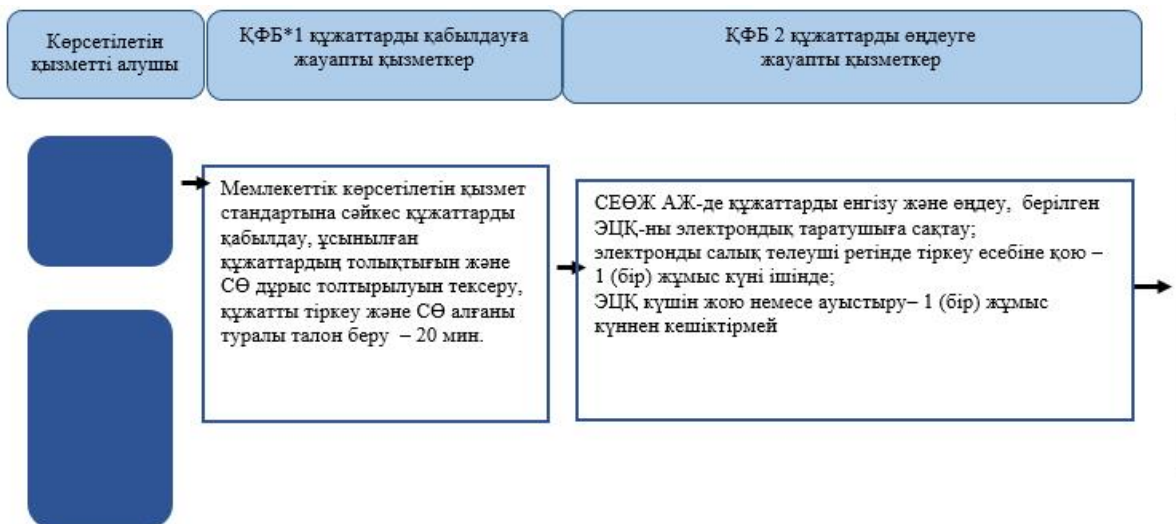 Көрсетілетін
қызметті алушы
ҚФБ*1 құжаттарды қабылдауға
жауапты қызметкер
ҚФБ 2 құжаттарды өңдеуге
жауапты қызметкер
Мемлекеттік көрсетілетін қызмет
стандартына сәйкес құжаттарды
қабылдау, ұсынылған
құжаттардың толықтығын және
СӨ дұрыс толтырылуын тексеру,
құжатты тіркеу және СӨ алғаны
туралы талон беру – 20 мин.
СЕӨЖ АЖ-де құжаттарды енгізу және өңдеу, берілген
ЭЦҚ-ны электрондық таратушыға сақтау;
электронды салық төлеуші ретінде тіркеу есебіне қою –
1 (бір) жұмыс күні ішінде;
ЭЦҚ күшін жою немесе ауыстыру– 1 (бір) жұмыс
күннен кешіктірмей